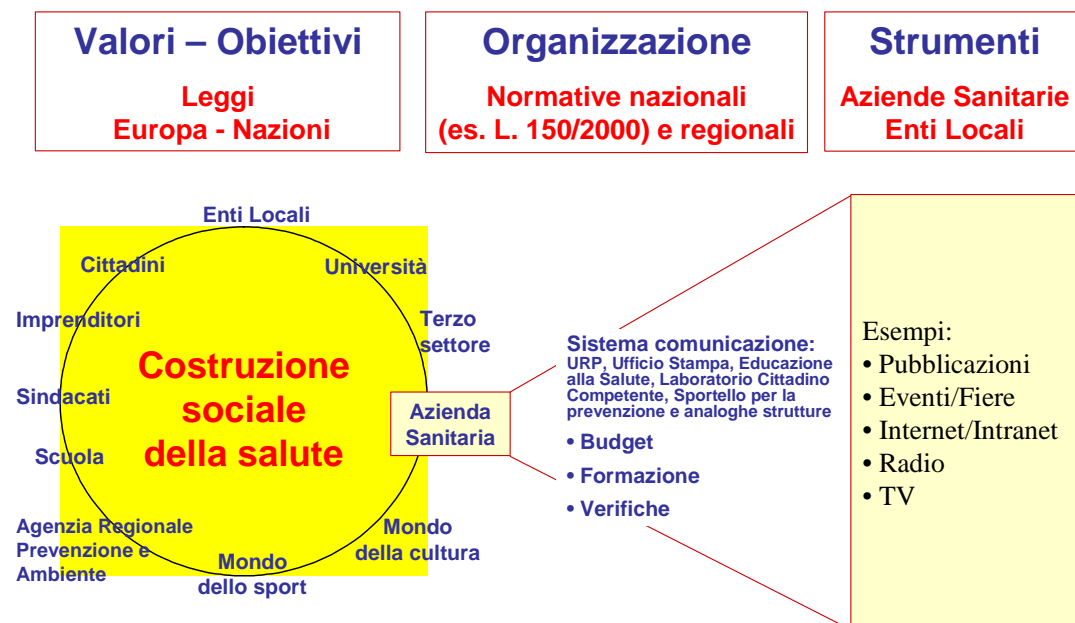 Valori – Obiettivi
Leggi
Europa - Nazioni
Organizzazione
Normative nazionali
(es. L. 150/2000) e regionali
Strumenti
Aziende Sanitarie
Enti Locali
Enti Locali
Cittadini
Università
Imprenditori
Terzo
settore
Sindacati
Costruzione
sociale
della salute
Azienda
Sanitaria
Scuola
Agenzia Regionale
Prevenzione e
Ambiente
Mondo
dello sport
Mondo
della cultura
Sistema comunicazione:
URP, Ufficio Stampa, Educazione
alla Salute, Laboratorio Cittadino
Competente, Sportello per la
prevenzione e analoghe strutture
• Budget
• Formazione
• Verifiche
Esempi:
• Pubblicazioni
• Eventi/Fiere
• Internet/Intranet
• Radio
• TV